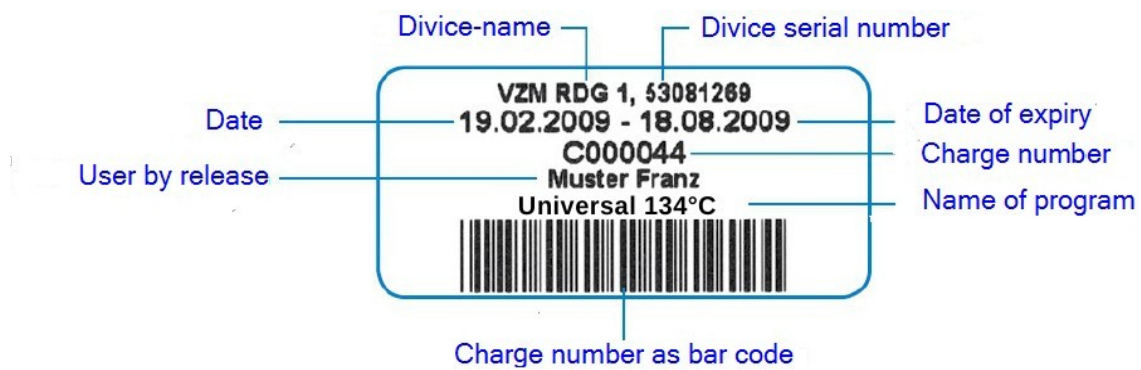 Divice-name
Divice serial number
VZM RDG 1, 53081269
Date
19.02.2009 - 18.08.2009
Date of expiry
C000044
Charge number
User by release
Muster Franz
Universal 134°C
Name of program
Charge number as bar code